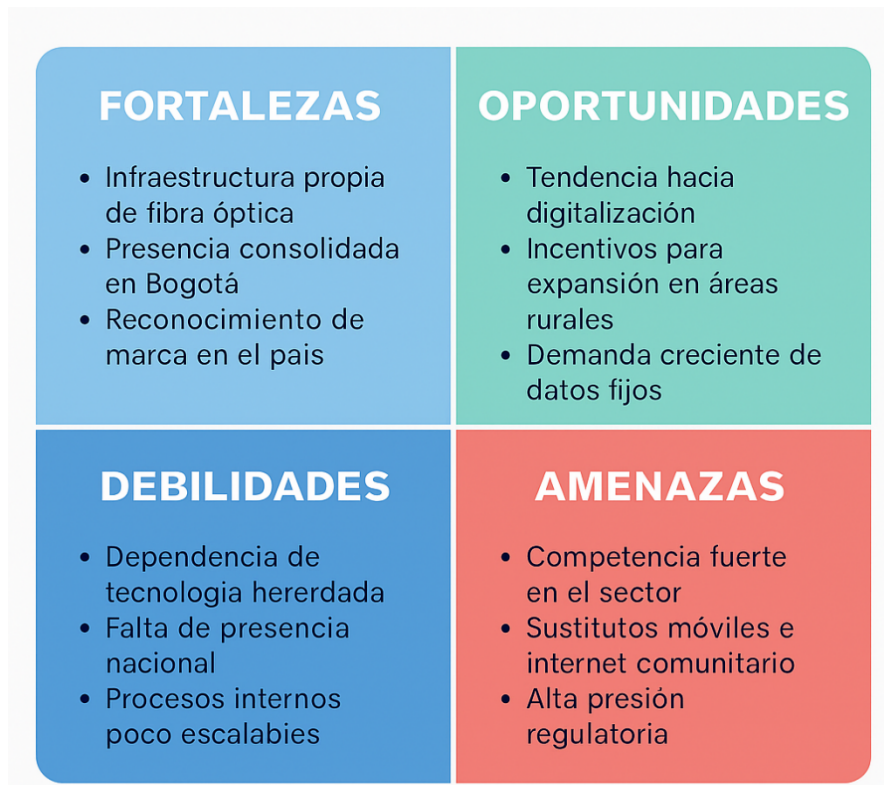 FORTALEZAS
• Infraestructura propia
de fibra óptica
• Presencia consolidada
en Bogotá
• Reconocimiento de
marca en el pais
OPORTUNIDADES
• Tendencia hacia
digitalización
• Incentivos para
expansión en áreas
rurales
• Demanda creciente de
datos fijos
DEBILIDADES
• Dependencia de
tecnologia hererdada
• Falta de presencia
nacional
• Procesos internos
poco escalabies
AMENAZAS
• Competencia fuerte
en el sector
• Sustitutos móviles e
internet comunitario
• Alta presión
regulatoria